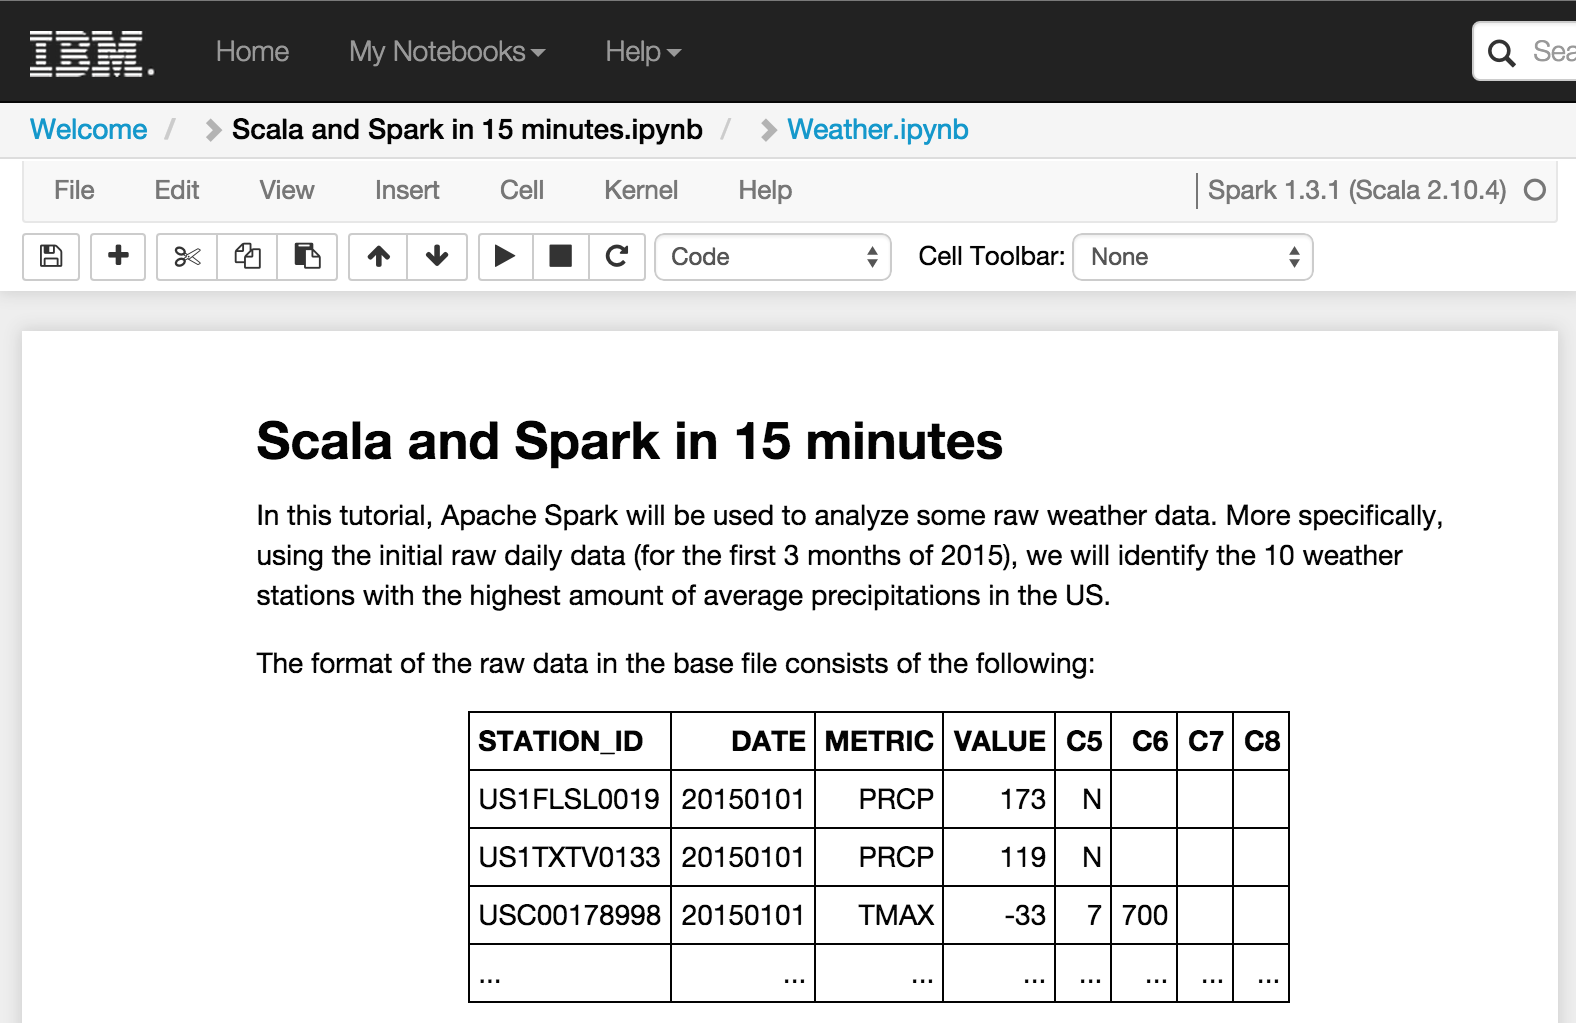 IBM. Home My Notebooks Help
Welcome / Scala and Spark in 15 minutes.ipynb / Weather.ipynb
File Edit View Insert Cell Kernel Help Spark 1.3.1 (Scala 2.10.4)
Code Cell Toolbar: None
Scala and Spark in 15 minutes
In this tutorial, Apache Spark will be used to analyze some raw weather data. More specifically,
using the initial raw daily data (for the first 3 months of 2015), we will identify the 10 weather
stations with the highest amount of average precipitations in the US.
The format of the raw data in the base file consists of the following:
STATION_ID DATE METRIC VALUE C5 C6 C7 C8
US1FLSL0019 20150101 PRCP 173 N
US1TXTV0133 20150101 PRCP 119 N
USC00178998 20150101 TMAX -33 7 700
... ... ... ... ... ... ... ...